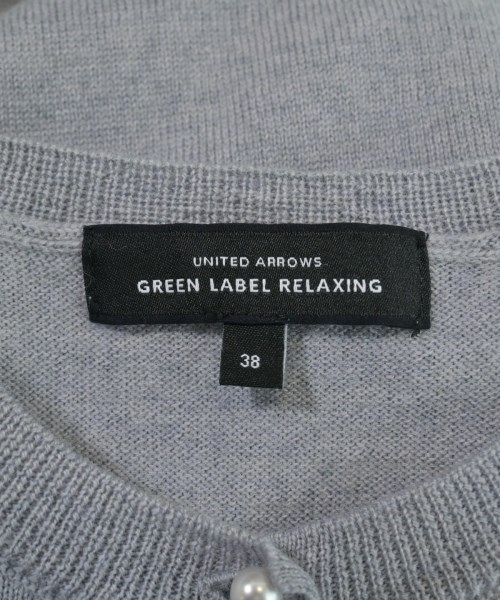 UNITED ARROWS
GREEN LABEL RELAXING
38